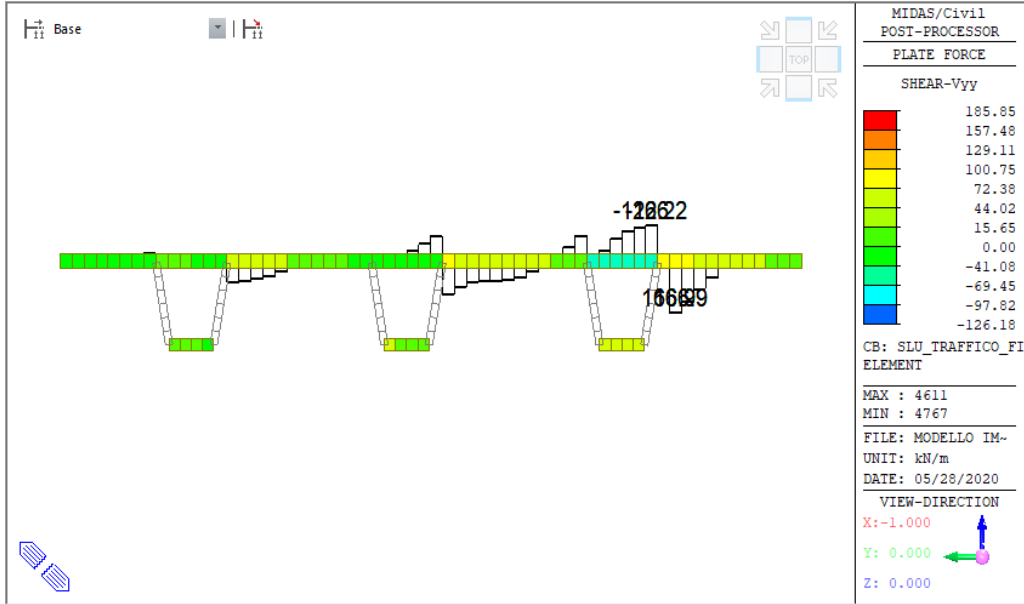 Base
TOP
MIDAS/Civil
POST-PROCESSOR
PLATE FORCE
SHEAR-Vyy
185.85
157.48
129.11
100.75
72.38
44.02
15.65
0.00
-41.08
-69.45
-97.82
-126.18
CB: SLU_TRAFFICO_FI
ELEMENT
MAX : 4611
MIN : 4767
FILE: MODELLO IM~
UNIT: kN/m
DATE: 05/28/2020
VIEW-DIRECTION
X:-1.000
Y: 0.000
Z: 0.000